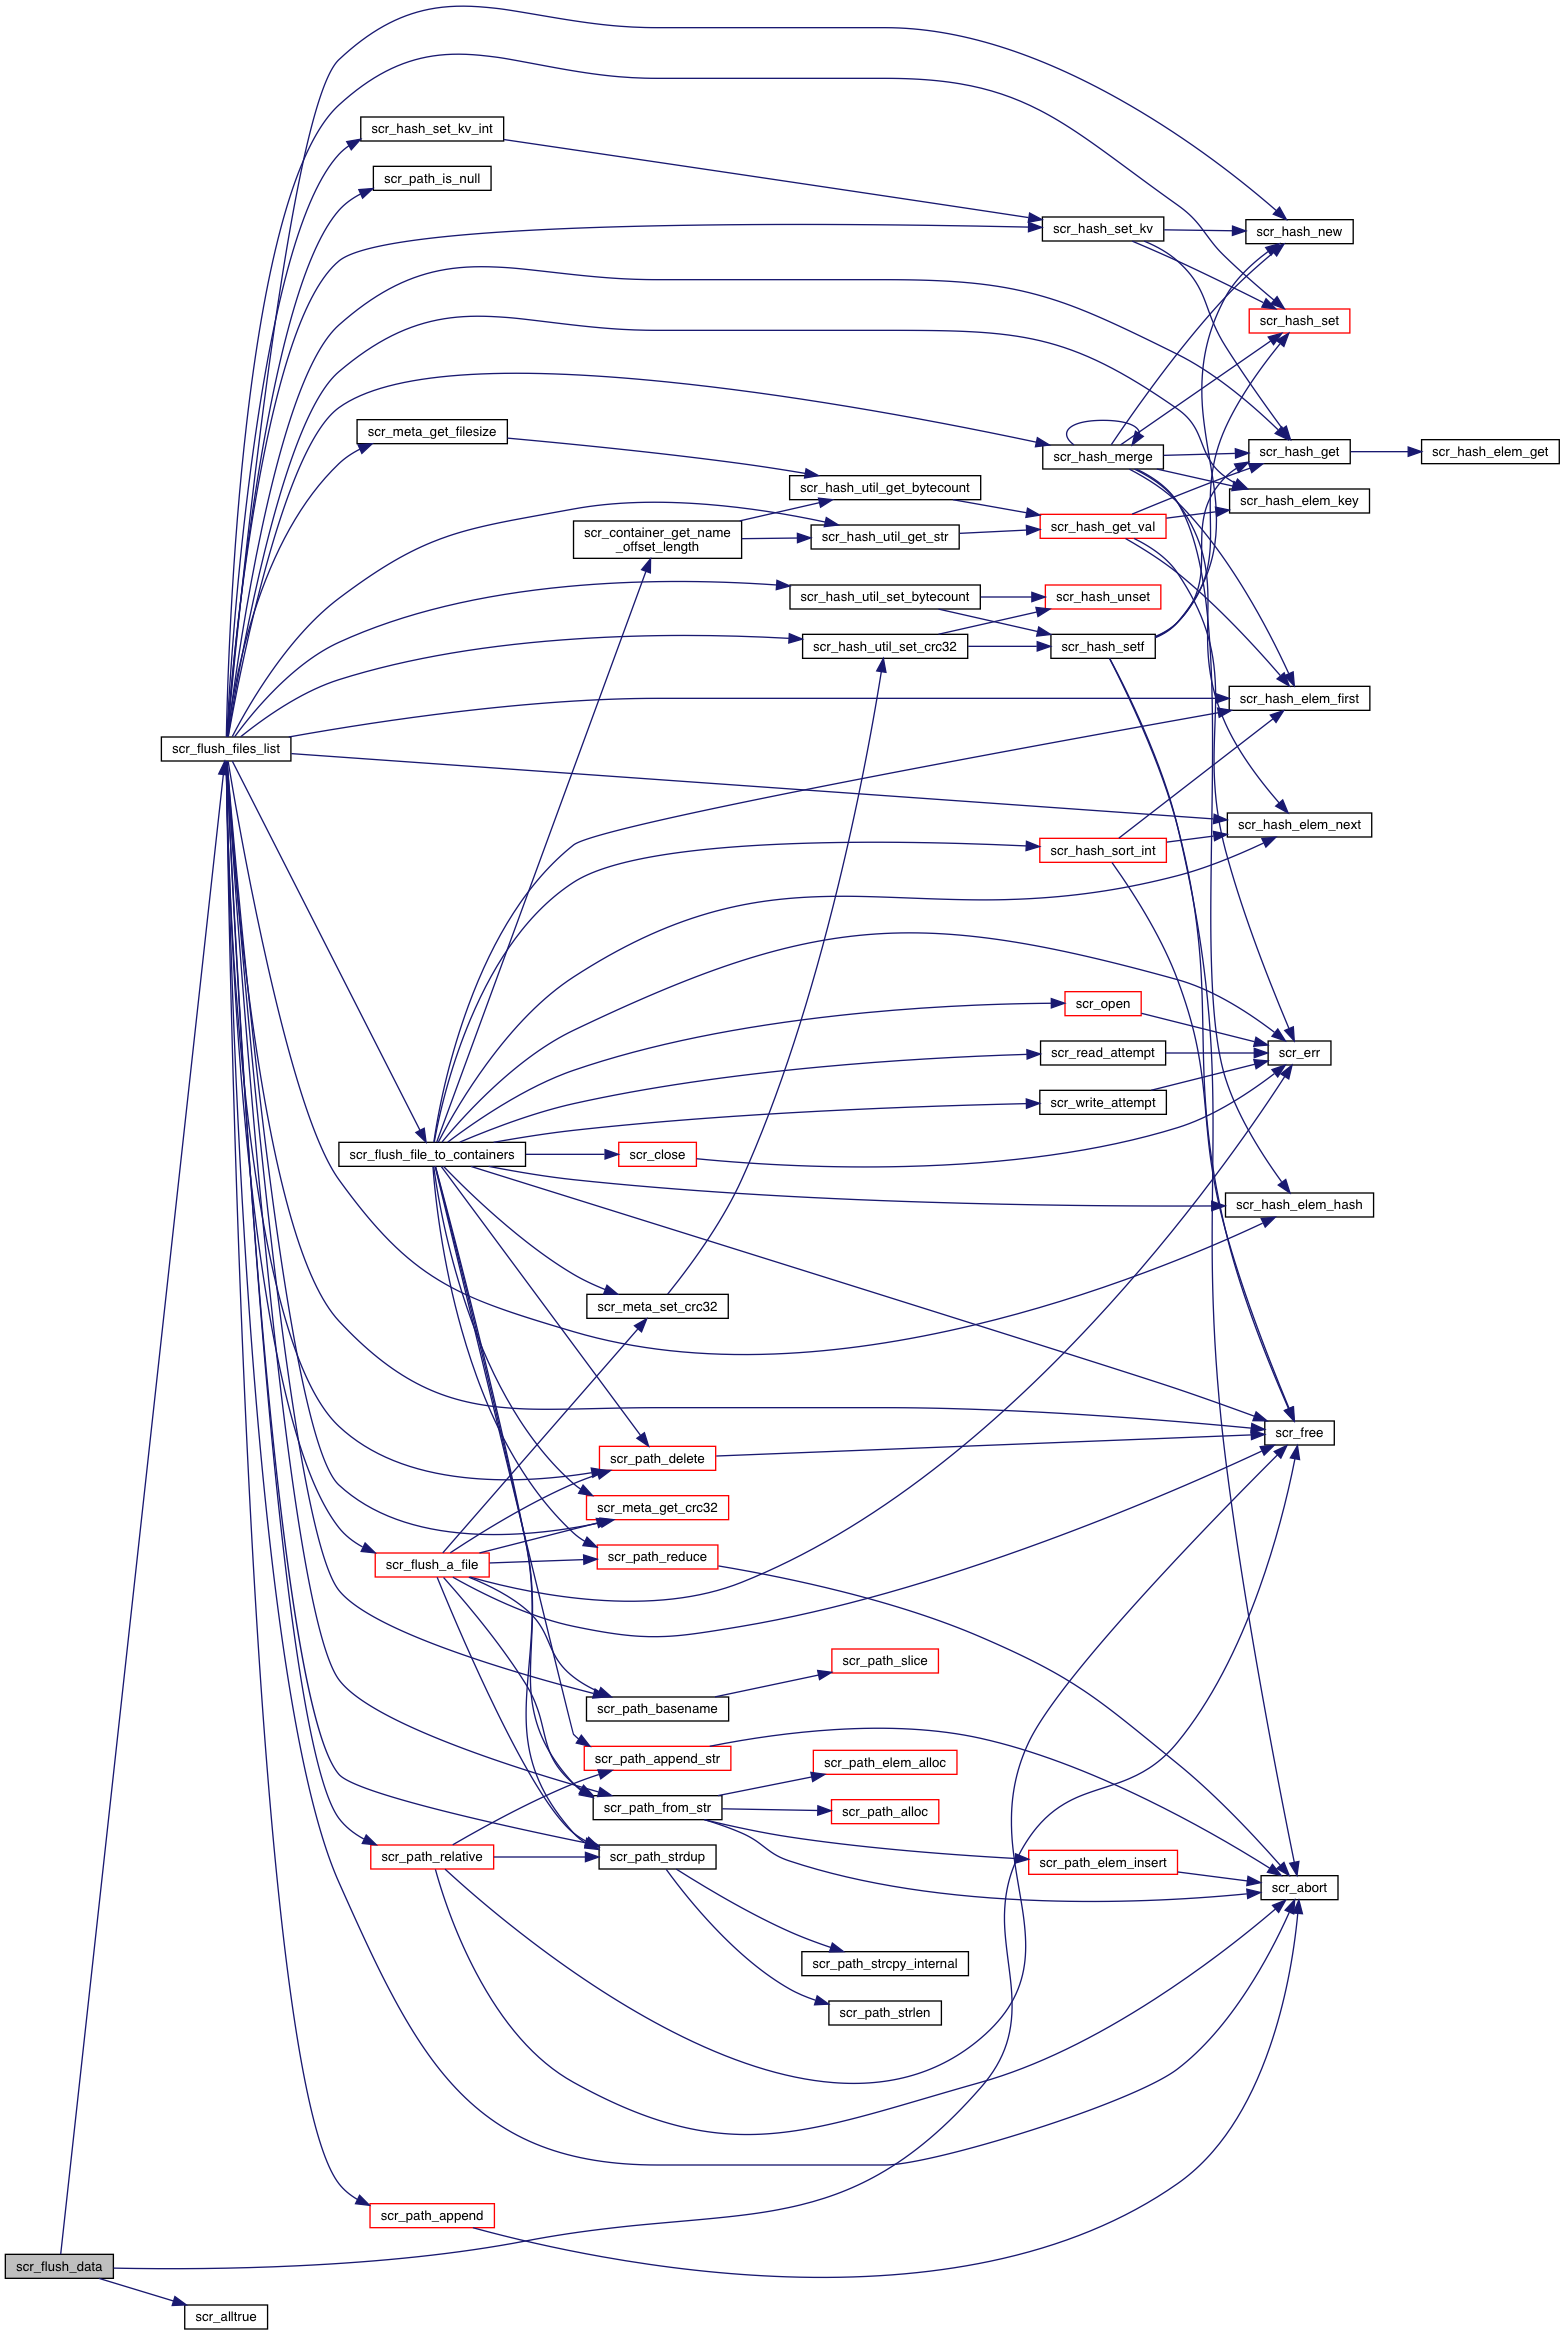 scr_hash_set_kv_int
scr_path_is_null
scr_hash_set_kv
scr_hash_new
scr_hash_set
scr_meta_get_filesize
scr_hash_merge
scr_hash_get
scr_hash_elem_get
scr_hash_util_get_bytecount
scr_hash_elem_key
scr_container_get_name
_offset_length
scr_hash_util_get_str
scr_hash_get_val
scr_hash_util_set_bytecount
scr_hash_unset
scr_hash_util_set_crc32
scr_hash_setf
scr_hash_elem_first
scr_flush_files_list
scr_hash_elem_next
scr_hash_sort_int
scr_open
scr_read_attempt
scr_err
scr_write_attempt
scr_flush_file_to_containers
scr_close
scr_hash_elem_hash
scr_meta_set_crc32
scr_free
scr_path_delete
scr_meta_get_crc32
scr_flush_a_file
scr_path_reduce
scr_path_slice
scr_path_basename
scr_path_append_str
scr_path_elem_alloc
scr_path_from_str
scr_path_alloc
scr_path_relative
scr_path_strdup
scr_path_elem_insert
scr_abort
scr_path_strcpy_internal
scr_path_strlen
scr_path_append
scr_flush_data
scr_alltrue